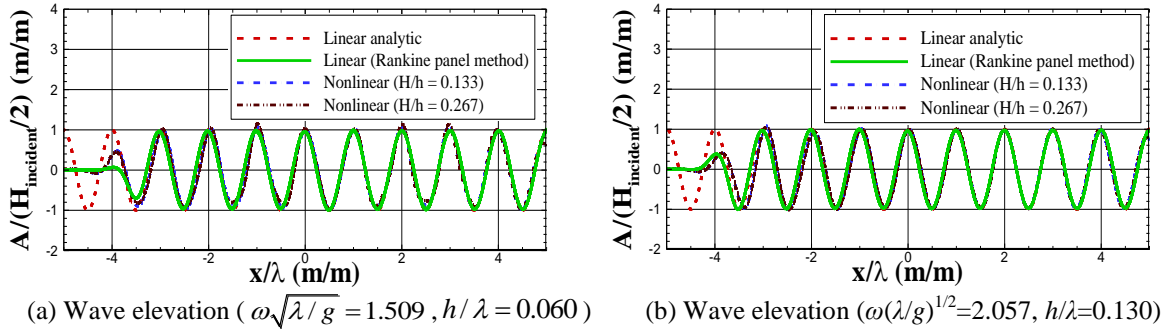 A/(H_incident/2) (m/m)
4
3
2
1
0
-1
-2
-4
-2
0
2
4
x/λ (m/m)
Linear analytic
Linear (Rankine panel method)
Nonlinear (H/h = 0.133)
Nonlinear (H/h = 0.267)
(a) Wave elevation ( ω√λ/g = 1.509 , h / λ = 0.060 )
A/(H_incident/2) (m/m)
4
3
2
1
0
-1
-2
-4
-2
0
2
4
x/λ (m/m)
Linear analytic
Linear (Rankine panel method)
Nonlinear (H/h = 0.133)
Nonlinear (H/h = 0.267)
(b) Wave elevation (ω(λ/g)^1/2=2.057, h/λ=0.130)